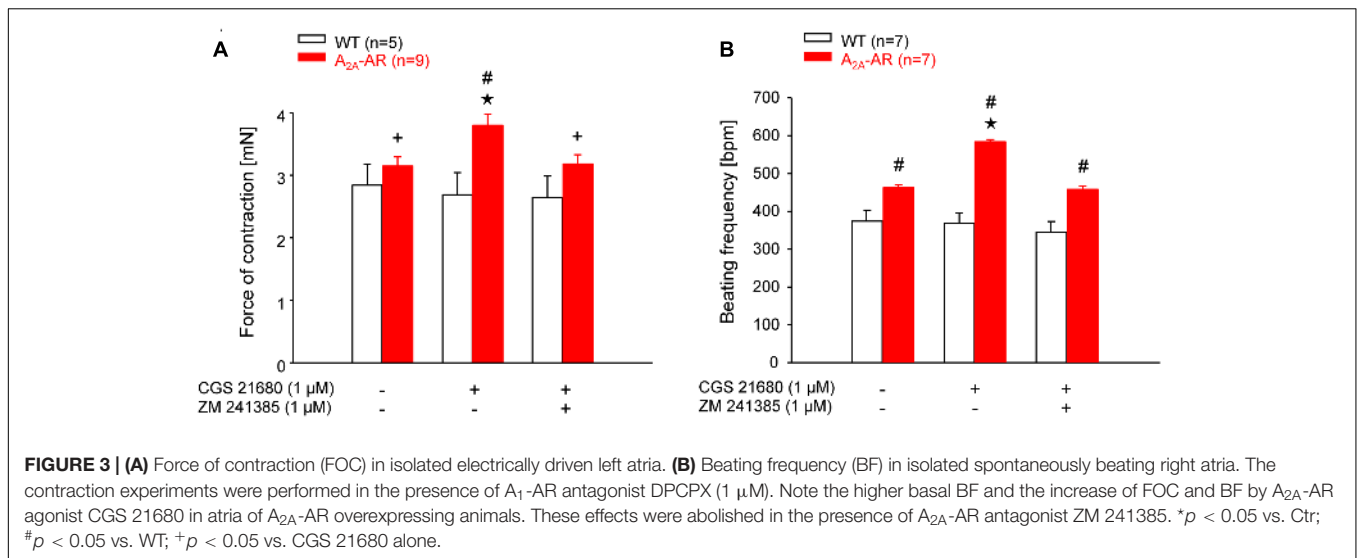 A
WT (n=5)
A2A-AR (n=9)
Force of contraction [mN]
4
3
2
1
0
+
#
★
+
CGS 21680 (1 µM) - + +
ZM 241385 (1 µM) - - +
B
WT (n=7)
A2A-AR (n=7)
Beating frequency [bpm]
700
600
500
400
300
200
100
0
#
#
★
#
CGS 21680 (1 µM) - + +
ZM 241385 (1 µM) - - +
FIGURE 3 | (A) Force of contraction (FOC) in isolated electrically driven left atria. (B) Beating frequency (BF) in isolated spontaneously beating right atria. The
contraction experiments were performed in the presence of A1-AR antagonist DPCPX (1 µM). Note the higher basal BF and the increase of FOC and BF by A2A-AR
agonist CGS 21680 in atria of A2A-AR overexpressing animals. These effects were abolished in the presence of A2A-AR antagonist ZM 241385. *p < 0.05 vs. Ctr;
#p < 0.05 vs. WT; +p < 0.05 vs. CGS 21680 alone.